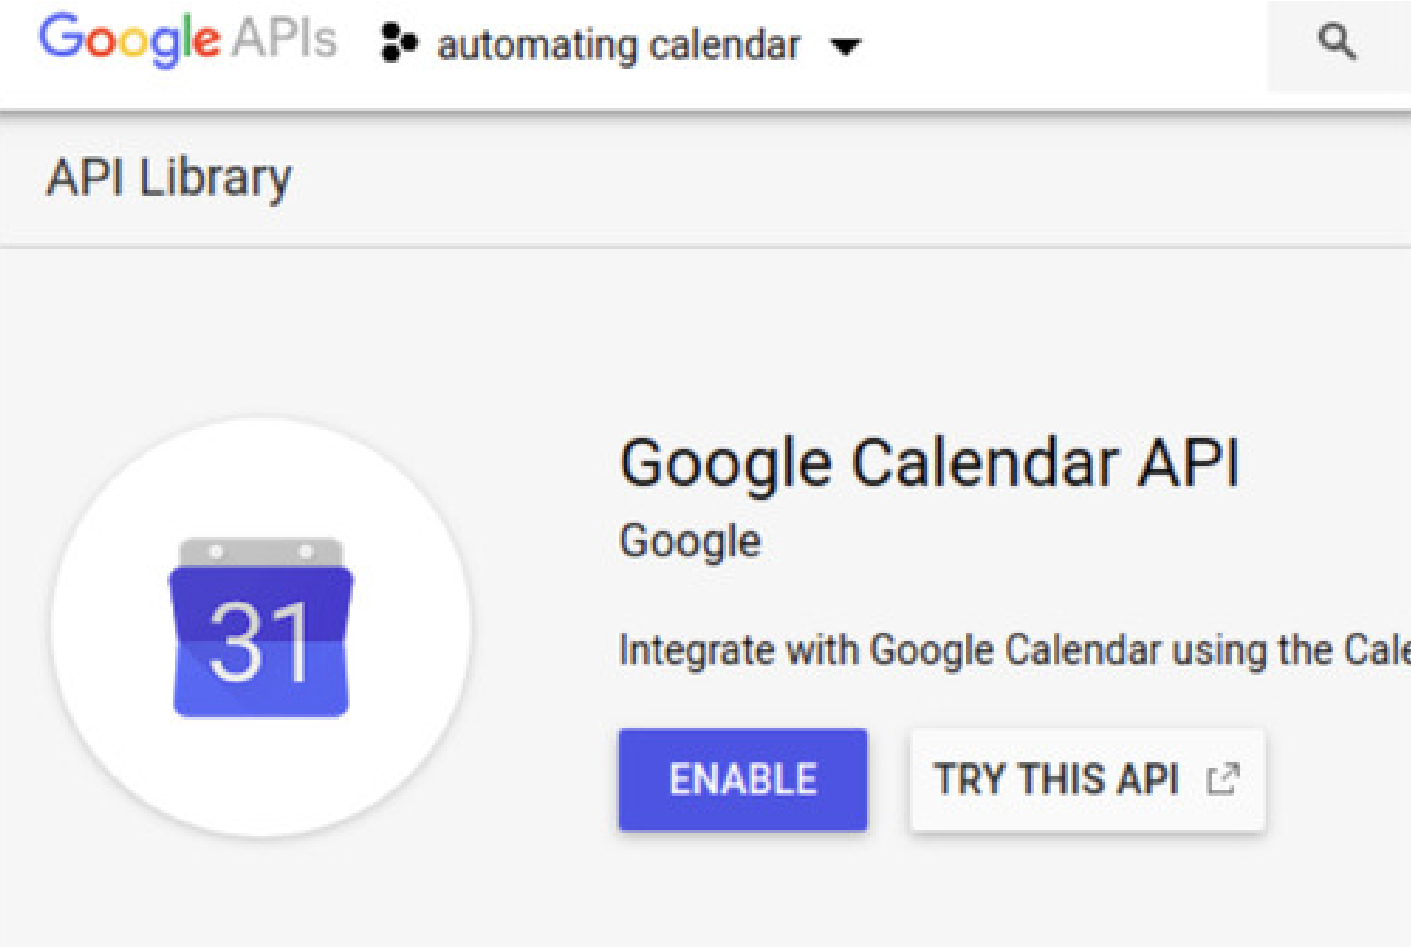 Google APIs automating calendar
API Library
Google Calendar API
Google
31
Integrate with Google Calendar using the Cale
ENABLE TRY THIS API